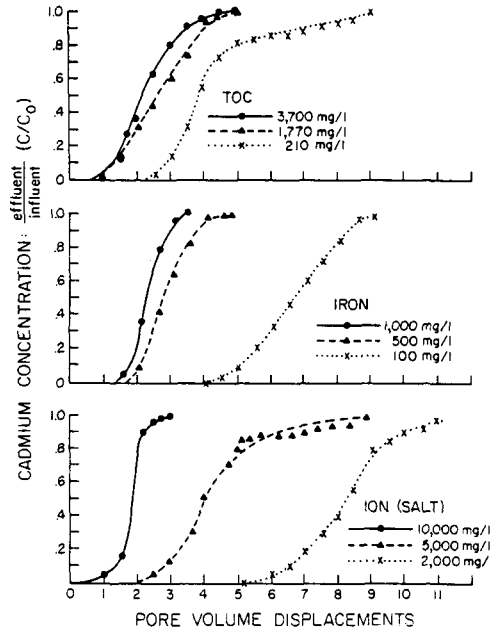 CADMIUM CONCENTRATION: effluent/influent (C/C₀)
1.0
.8
.6
.4
.2
0
TOC
3,700 mg/l
1,770 mg/l
210 mg/l
1.0
.8
.6
.4
.2
0
IRON
1,000 mg/l
500 mg/l
100 mg/l
1.0
.8
.6
.4
.2
ION (SALT)
10,000 mg/l
5,000 mg/l
2,000 mg/
0 1 2 3 4 5 6 7 8 9 10 11
PORE VOLUME DISPLACEMENTS